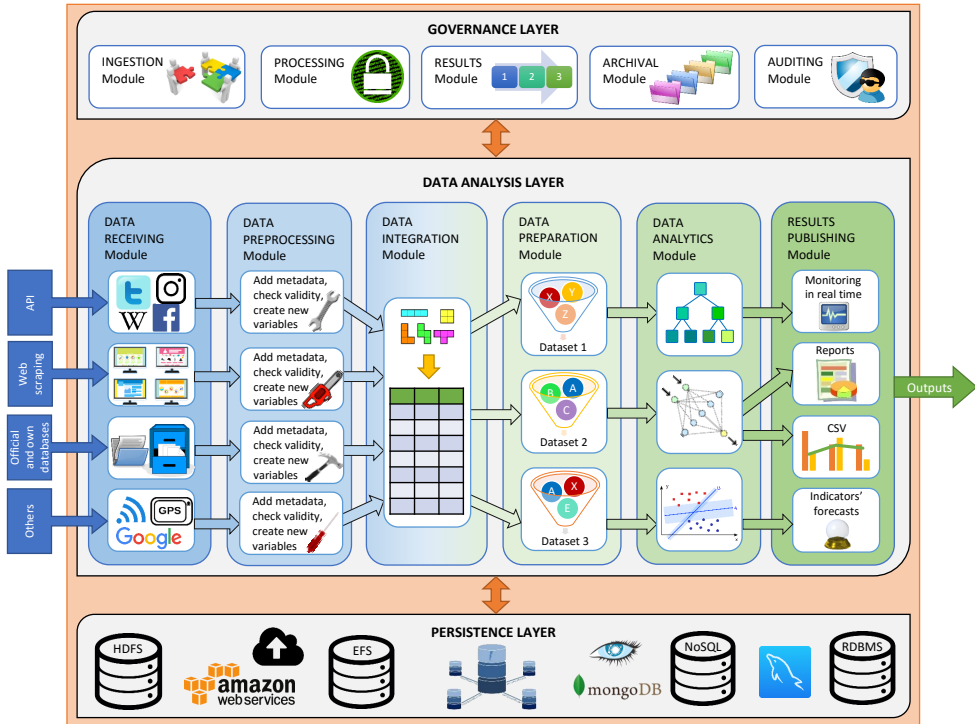 GOVERNANCE LAYER
INGESTION
Module
PROCESSING
Module
RESULTS
Module
1 2 3
ARCHIVAL
Module
AUDITING
Module
DATA ANALYSIS LAYER
DATA
RECEIVING
Module
DATA
PREPROCESSING
Module
DATA
INTEGRATION
Module
DATA
PREPARATION
Module
DATA
ANALYTICS
Module
RESULTS
PUBLISHING
Module
API
W
f
Add metadata,
check validity,
create new
variables
X Y
Z
Dataset 1
Monitoring
in real time
Web
scraping
Add metadata,
check validity,
create new
variables
B A
C
Dataset 2
Reports
Outputs
Official
and own
databases
Add metadata,
check validity,
create new
variables
CSV
Others
GPS
Google
Add metadata,
check validity,
create new
variables
A X
E
Dataset 3
y
x
Indicators’
forecasts
PERSISTENCE LAYER
HDFS
amazon
webservices
EFS
mongoDB
NoSQL
RDBMS